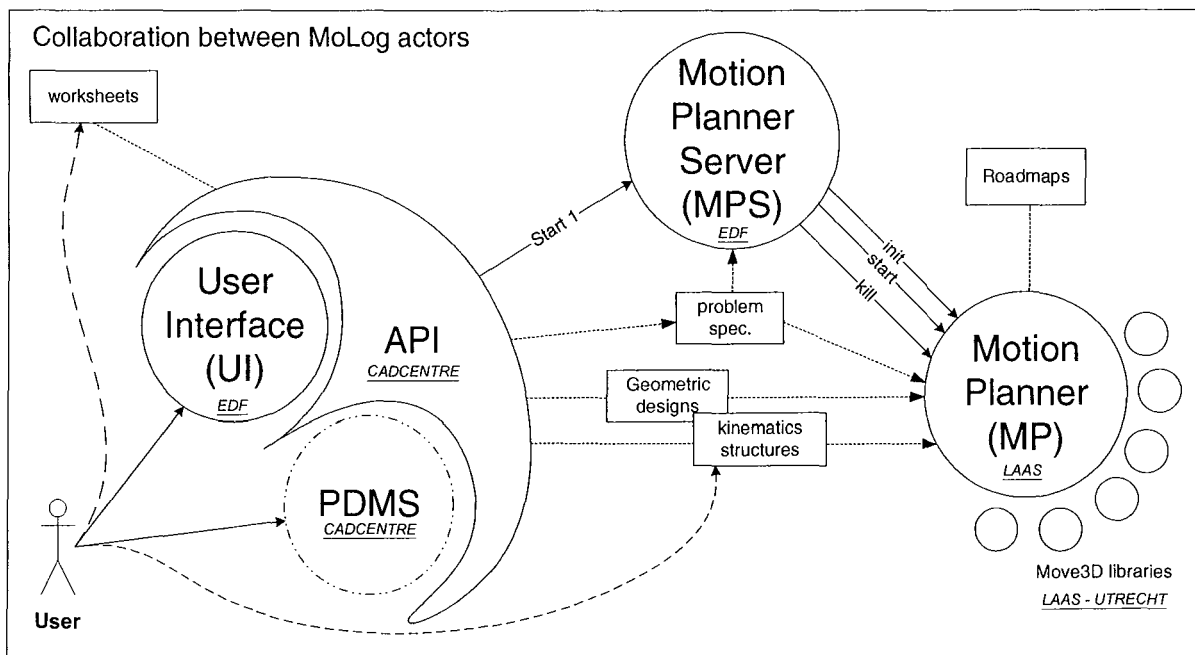 Collaboration between MoLog actors
worksheets
Motion
Planner
Server
(MPS)
EDF
Roadmaps
Start 1
init
start
kill
User
Interface
(UI)
EDF
API
CADCENTRE
problem
spec.
Geometric
designs
kinematics
structures
Motion
Planner
(MP)
LAAS
PDMS
CADCENTRE
User
Move3D libraries
LAAS - UTRECHT